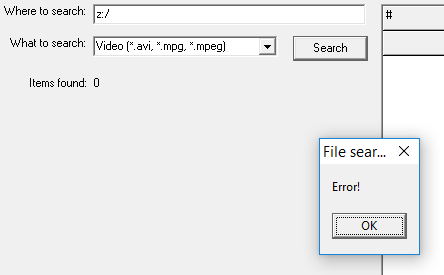 Where to search: z:/ #
What to search: Video (*.avi, *.mpg, *.mpeg) Search
Items found: 0
File sear...
Error!
OK